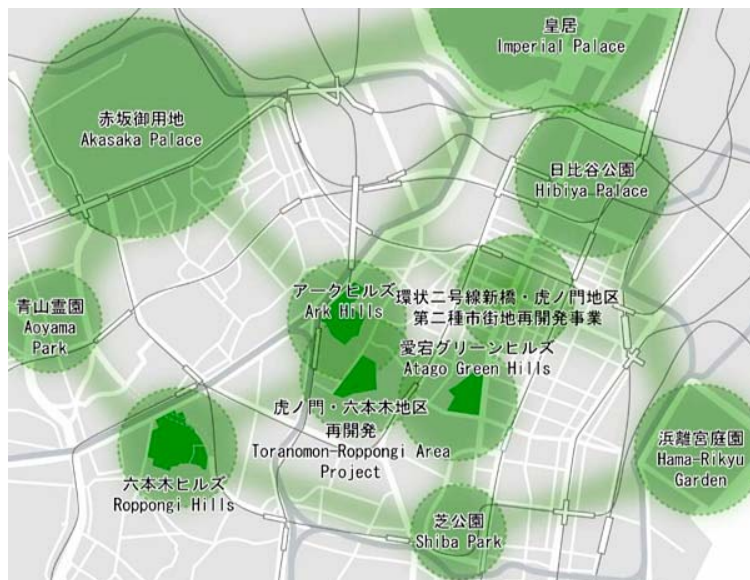 皇居
Imperial Palace
赤坂御用地
Akasaka Palace
日比谷公園
Hibiya Palace
アークヒルズ
Ark Hills
環状二号線新橋・虎ノ門地区
第二種市街地再開発事業
青山霊園
Aoyama
Park
愛宕グリーンヒルズ
Atago Green Hills
虎ノ門・六本木地区
再開発
Toranomon-Roppongi Area
Project
浜離宮庭園
Hama-Rikyu
Garden
六本木ヒルズ
Roppongi Hills
芝公園
Shiba Park